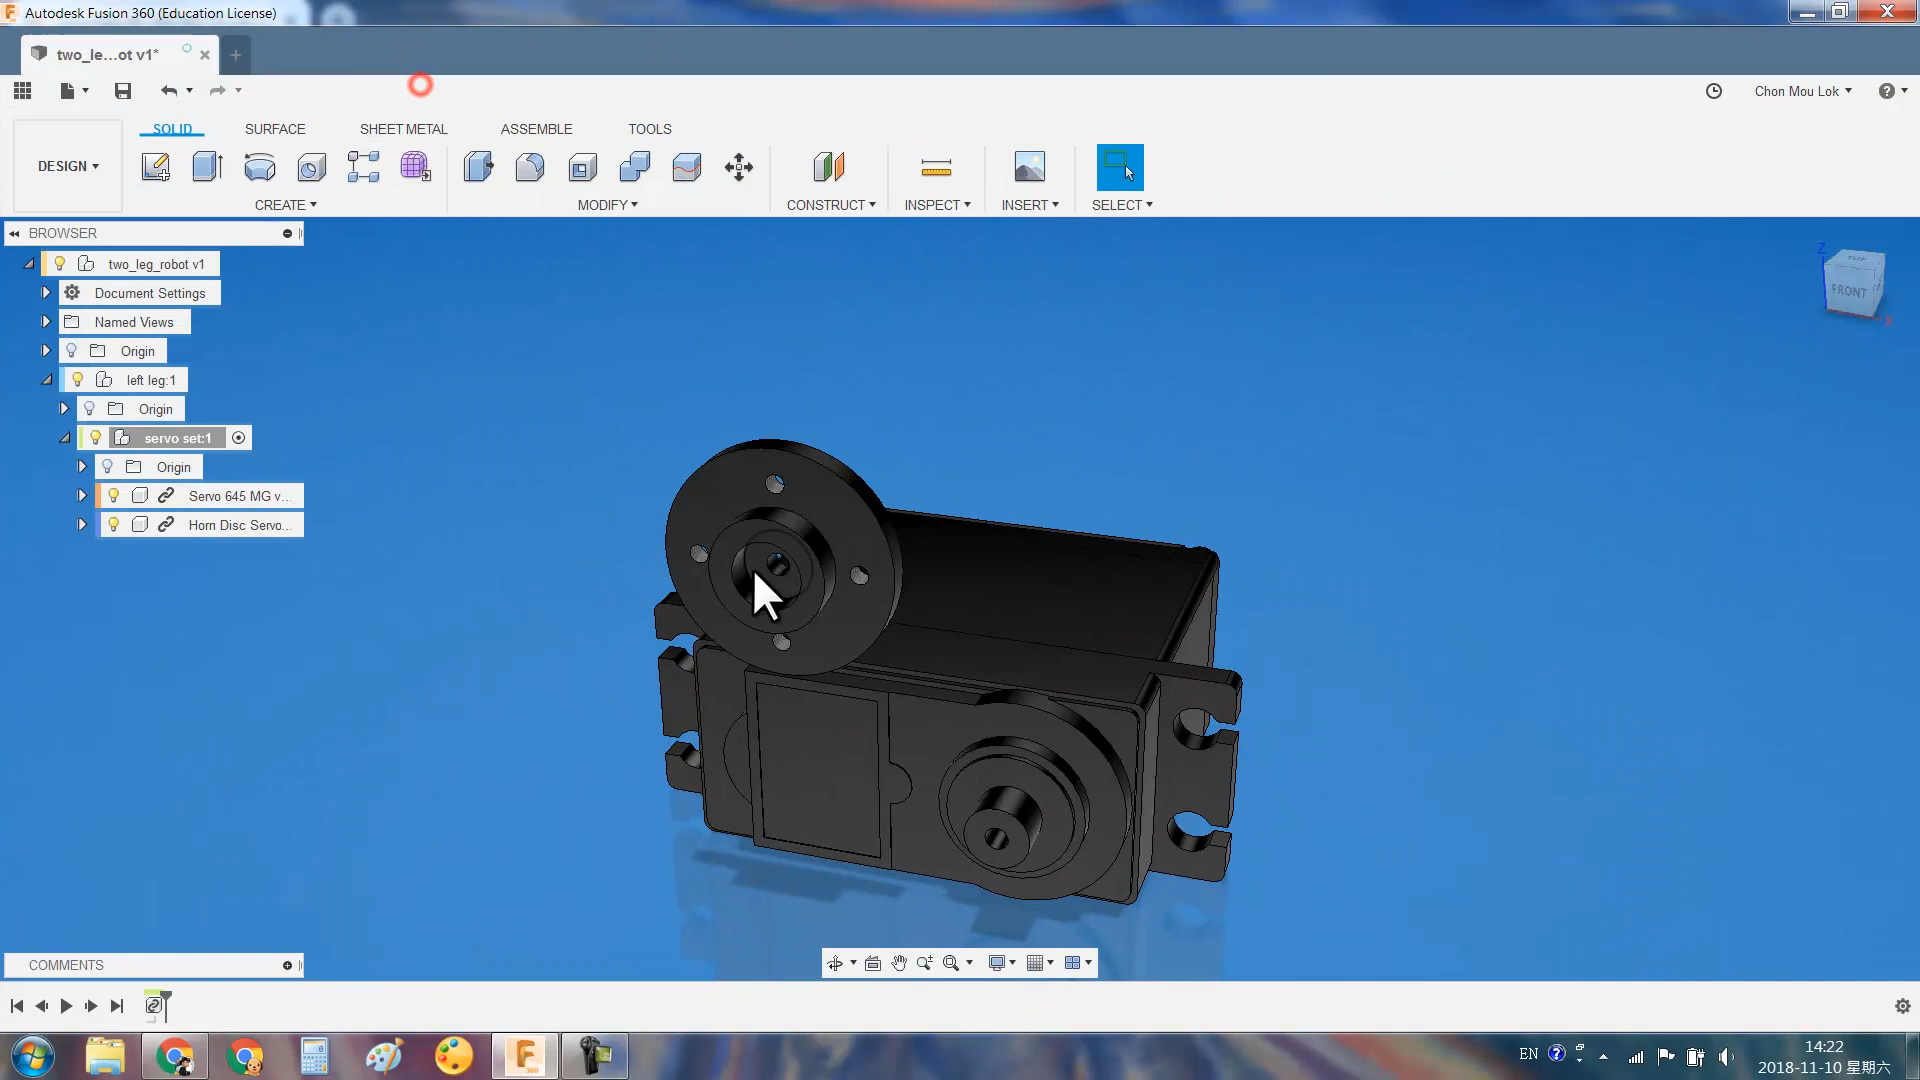 Autodesk Fusion 360 (Education License)
two_le...ot v1*
Chon Mou Lok
SOLID SURFACE SHEET METAL ASSEMBLE TOOLS
DESIGN
CREATE MODIFY CONSTRUCT INSPECT INSERT SELECT
BROWSER
two_leg_robot v1
Document Settings
Named Views
Origin
left leg:1
Origin
servo set:1
Origin
Servo 645 MG v...
Horn Disc Servo...
Z
TOP
FRONT
X
COMMENTS
360
EN
14:22
2018-11-10 星期六